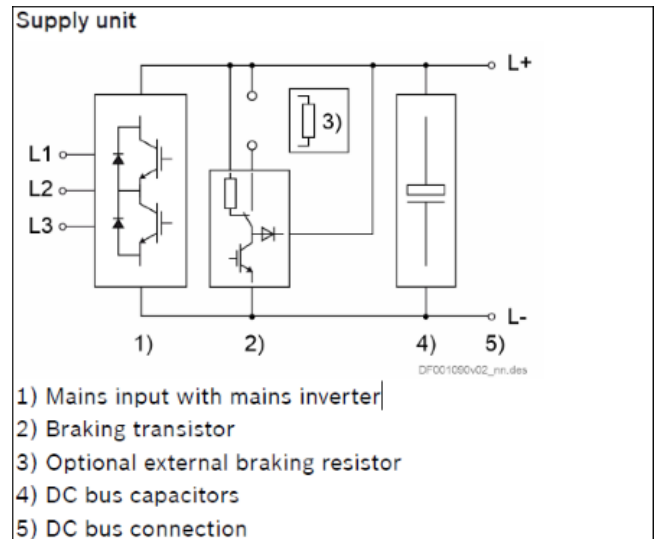 Supply unit
L+
3)
L1
L2
L3
L-
1) 2) 4) 5)
DF001090v02_nn.des
1) Mains input with mains inverter
2) Braking transistor
3) Optional external braking resistor
4) DC bus capacitors
5) DC bus connection